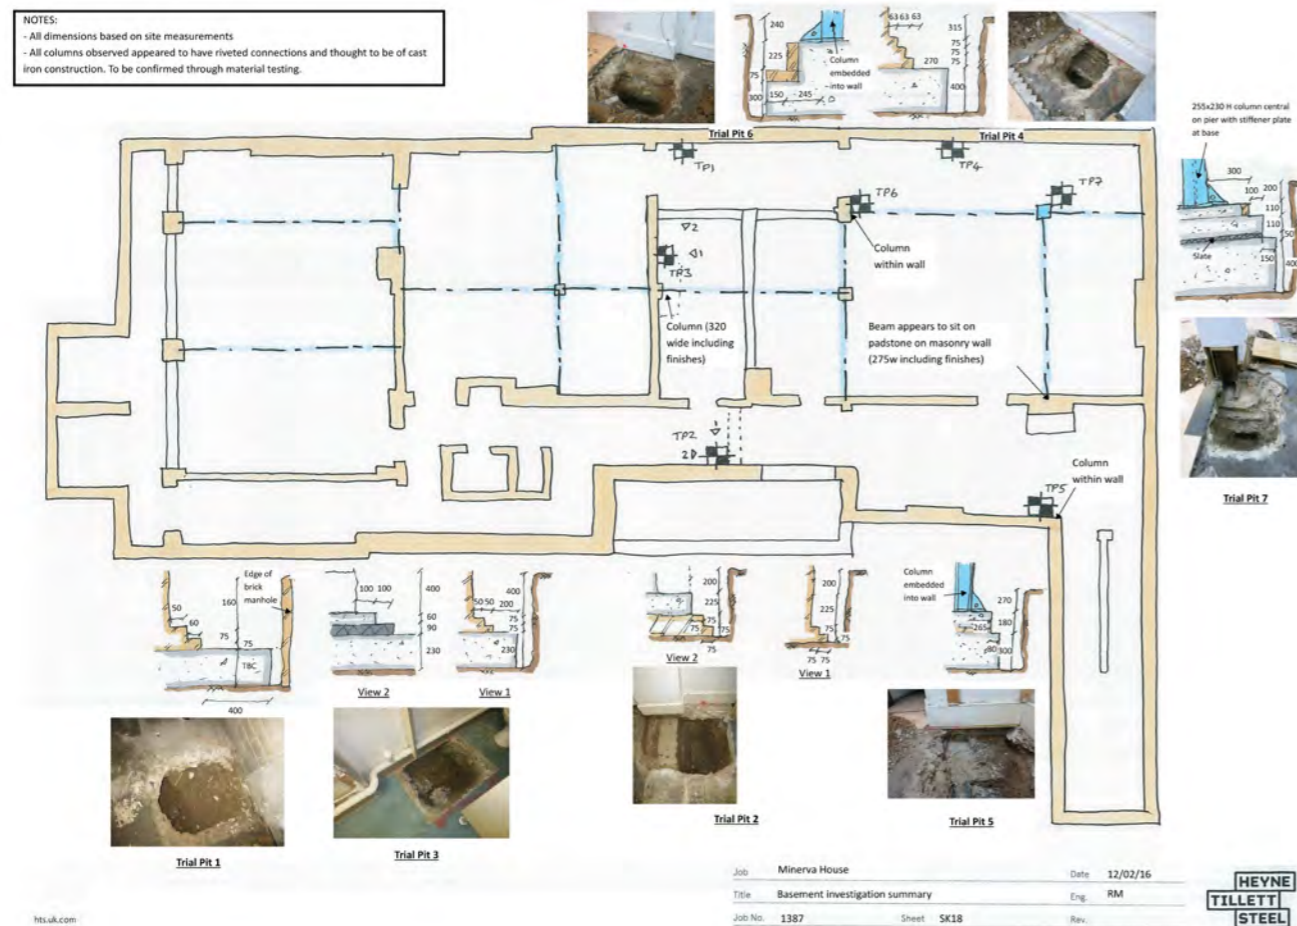 NOTES:
- All dimensions based on site measurements
- All columns observed appeared to have riveted connections and thought to be of cast
iron construction. To be confirmed through material testing.
240
225
75
300
150
245
Column
embedded
into wall
63 63 63
270
315
75
75
75
400
Trial Pit 6
Trial Pit 4
255x230 H column central
on pier with stiffener plate
at base
300
100
200
110
110
50
150
400
Slate
Trial Pit 7
TP4
TP6
TP7
2
1
TP3
Column
within wall
Column (320
wide including
finishes)
Beam appears to sit on
padstone on masonry wall
(275w including finishes)
TP2
1
2
TP5
Column
within wall
50
60
160
75
75
Edge of
brick
manhole
TBC
400
Trial Pit 1
100 100
400
60
90
230
View 2
50 50
200
400
75
75
230
View 1
Trial Pit 3
200
225
75
75
75
75
View 2
200
225
75
75
75 75
View 1
Trial Pit 2
Column
embedded
into wall
270
180
265
80
300
Trial Pit 5
Job Minerva House Date 12/02/16
Title Basement investigation summary Eng. RM
Job No. 1387 Sheet SK18 Rev.
HEYNE
TILLETT
STEEL
hts.uk.com